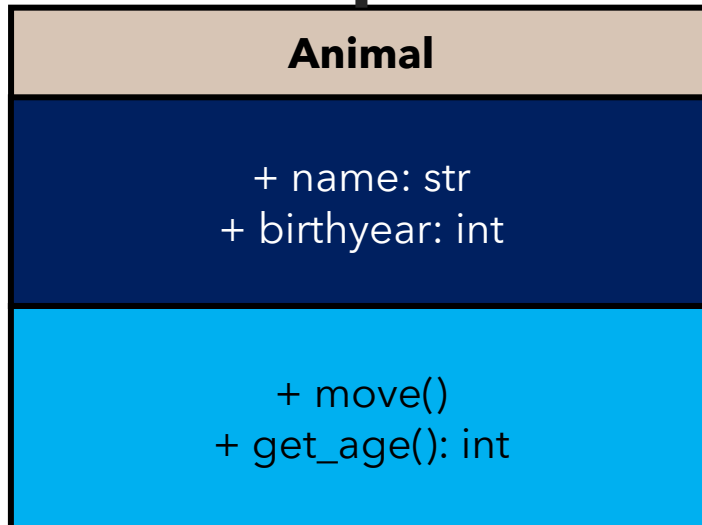 Animal
+ name: str
+ birthyear: int
+ move()
+ get_age(): int